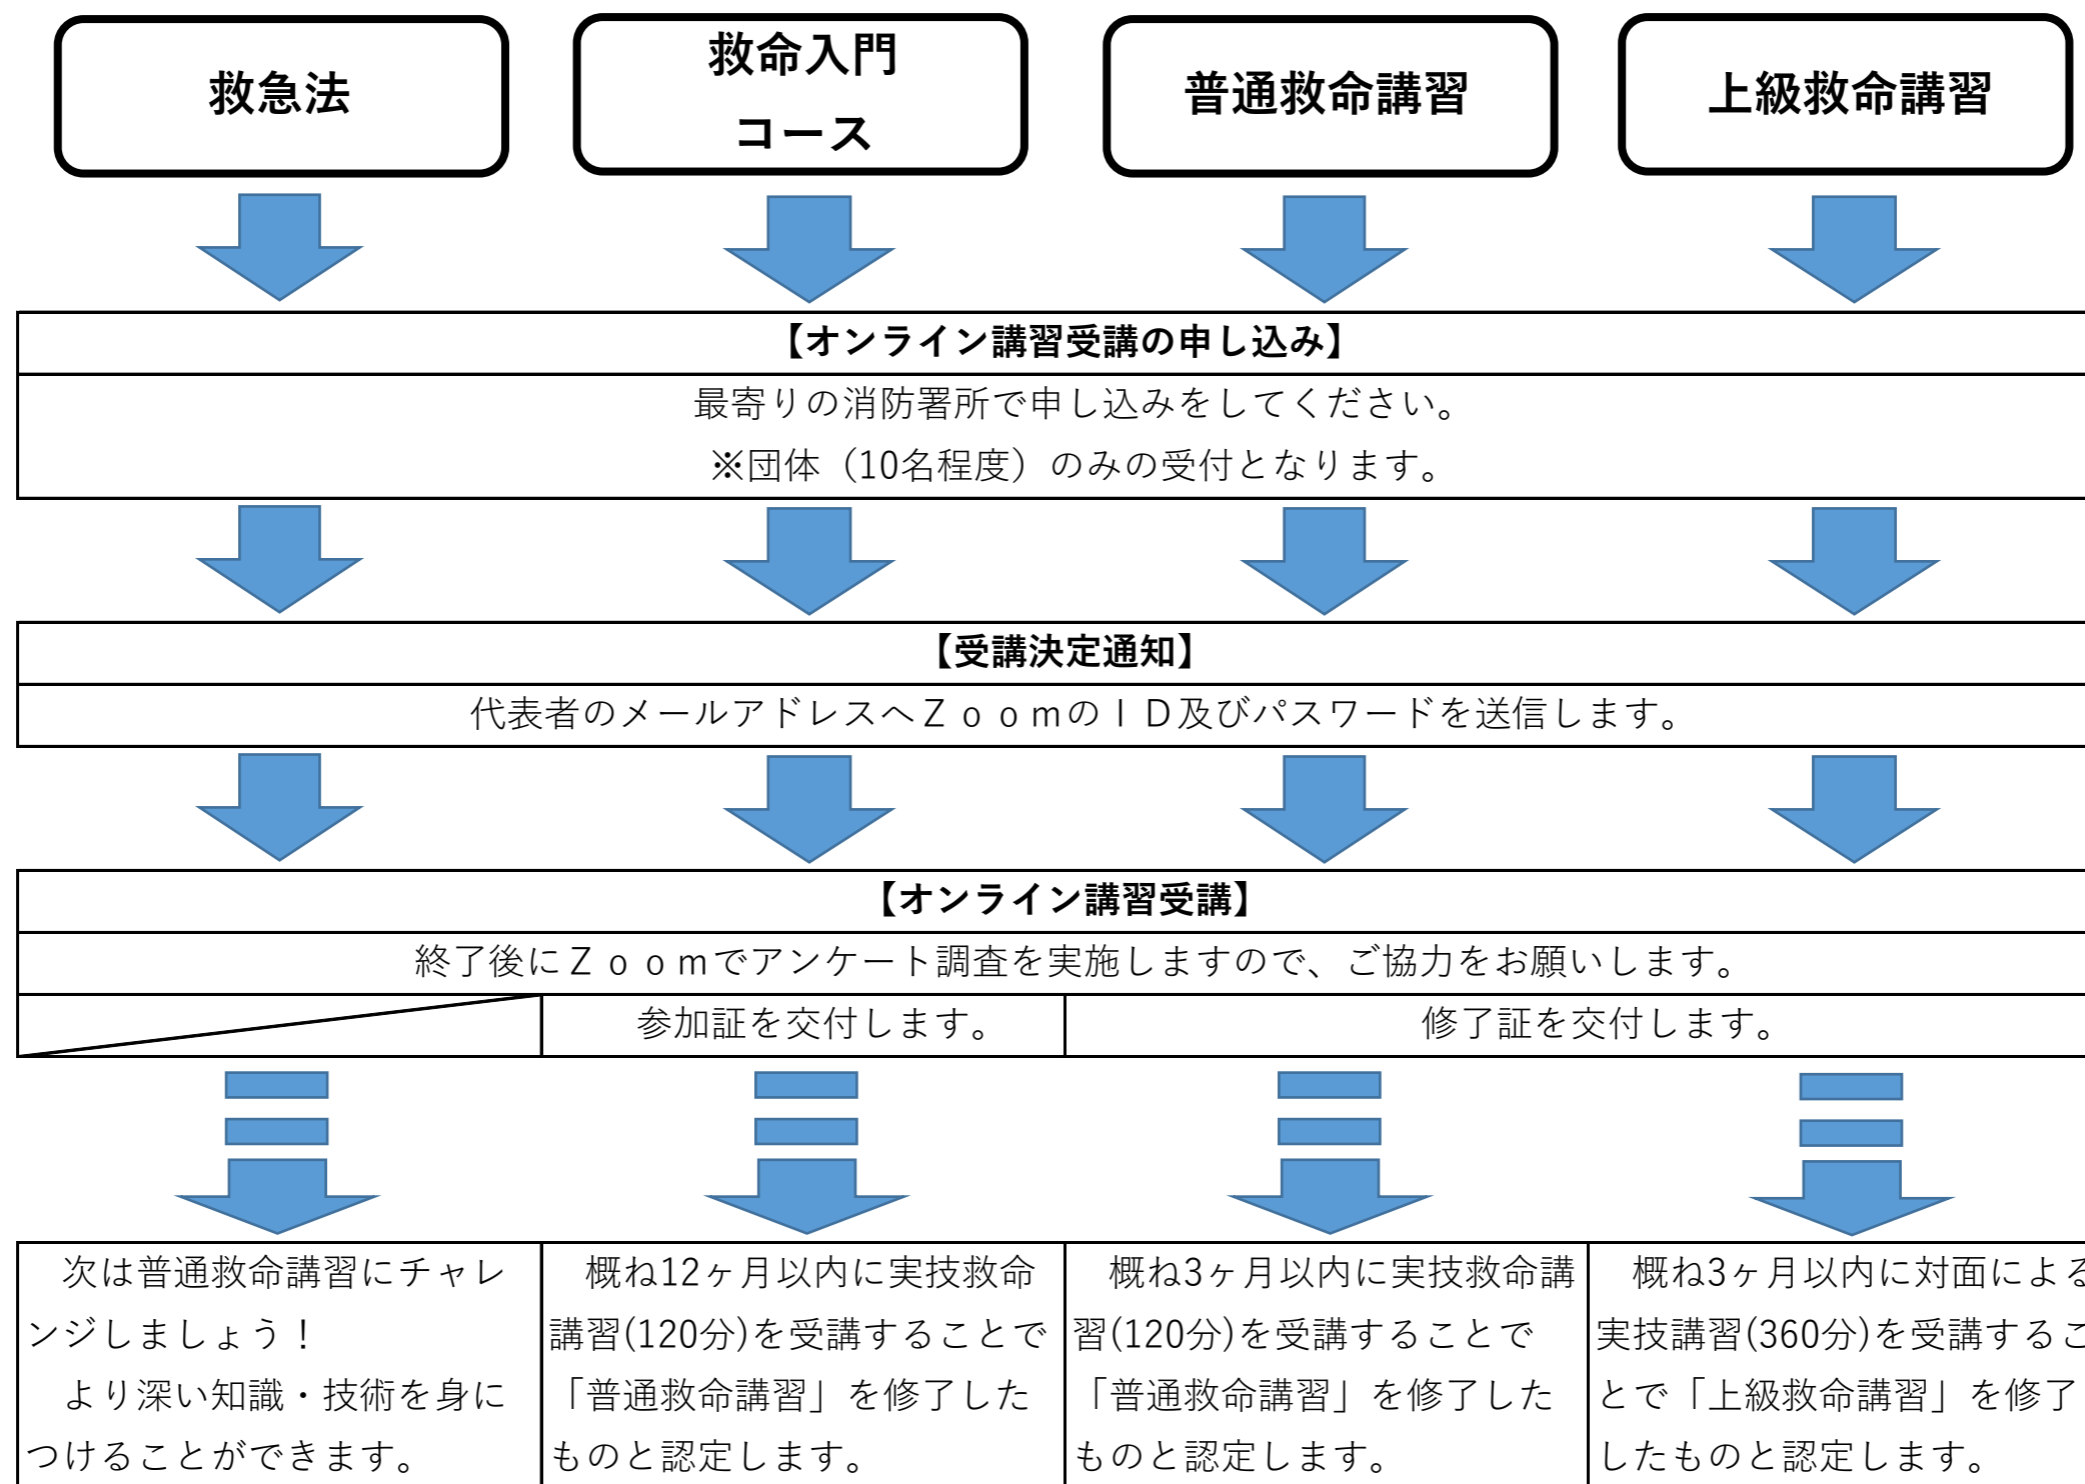 救急法
救命入門
コース
普通救命講習
上級救命講習
【オンライン講習受講の申し込み】
最寄りの消防署所で申し込みをしてください。
※団体（10名程度）のみの受付となります。
【受講決定通知】
代表者のメールアドレスへＺｏｏｍのＩＤ及びパスワードを送信します。
【オンライン講習受講】
終了後にＺｏｏｍでアンケート調査を実施しますので、ご協力をお願いします。
参加証を交付します。
修了証を交付します。
次は普通救命講習にチャレ
ンジしましょう！
より深い知識・技術を身に
つけることができます。
概ね12ヶ月以内に実技救命
講習(120分)を受講することで
「普通救命講習」を修了した
ものと認定します。
概ね3ヶ月以内に実技救命講
習(120分)を受講することで
「普通救命講習」を修了した
ものと認定します。
概ね3ヶ月以内に対面による
実技講習(360分)を受講するこ
とで「上級救命講習」を修了
したものと認定します。